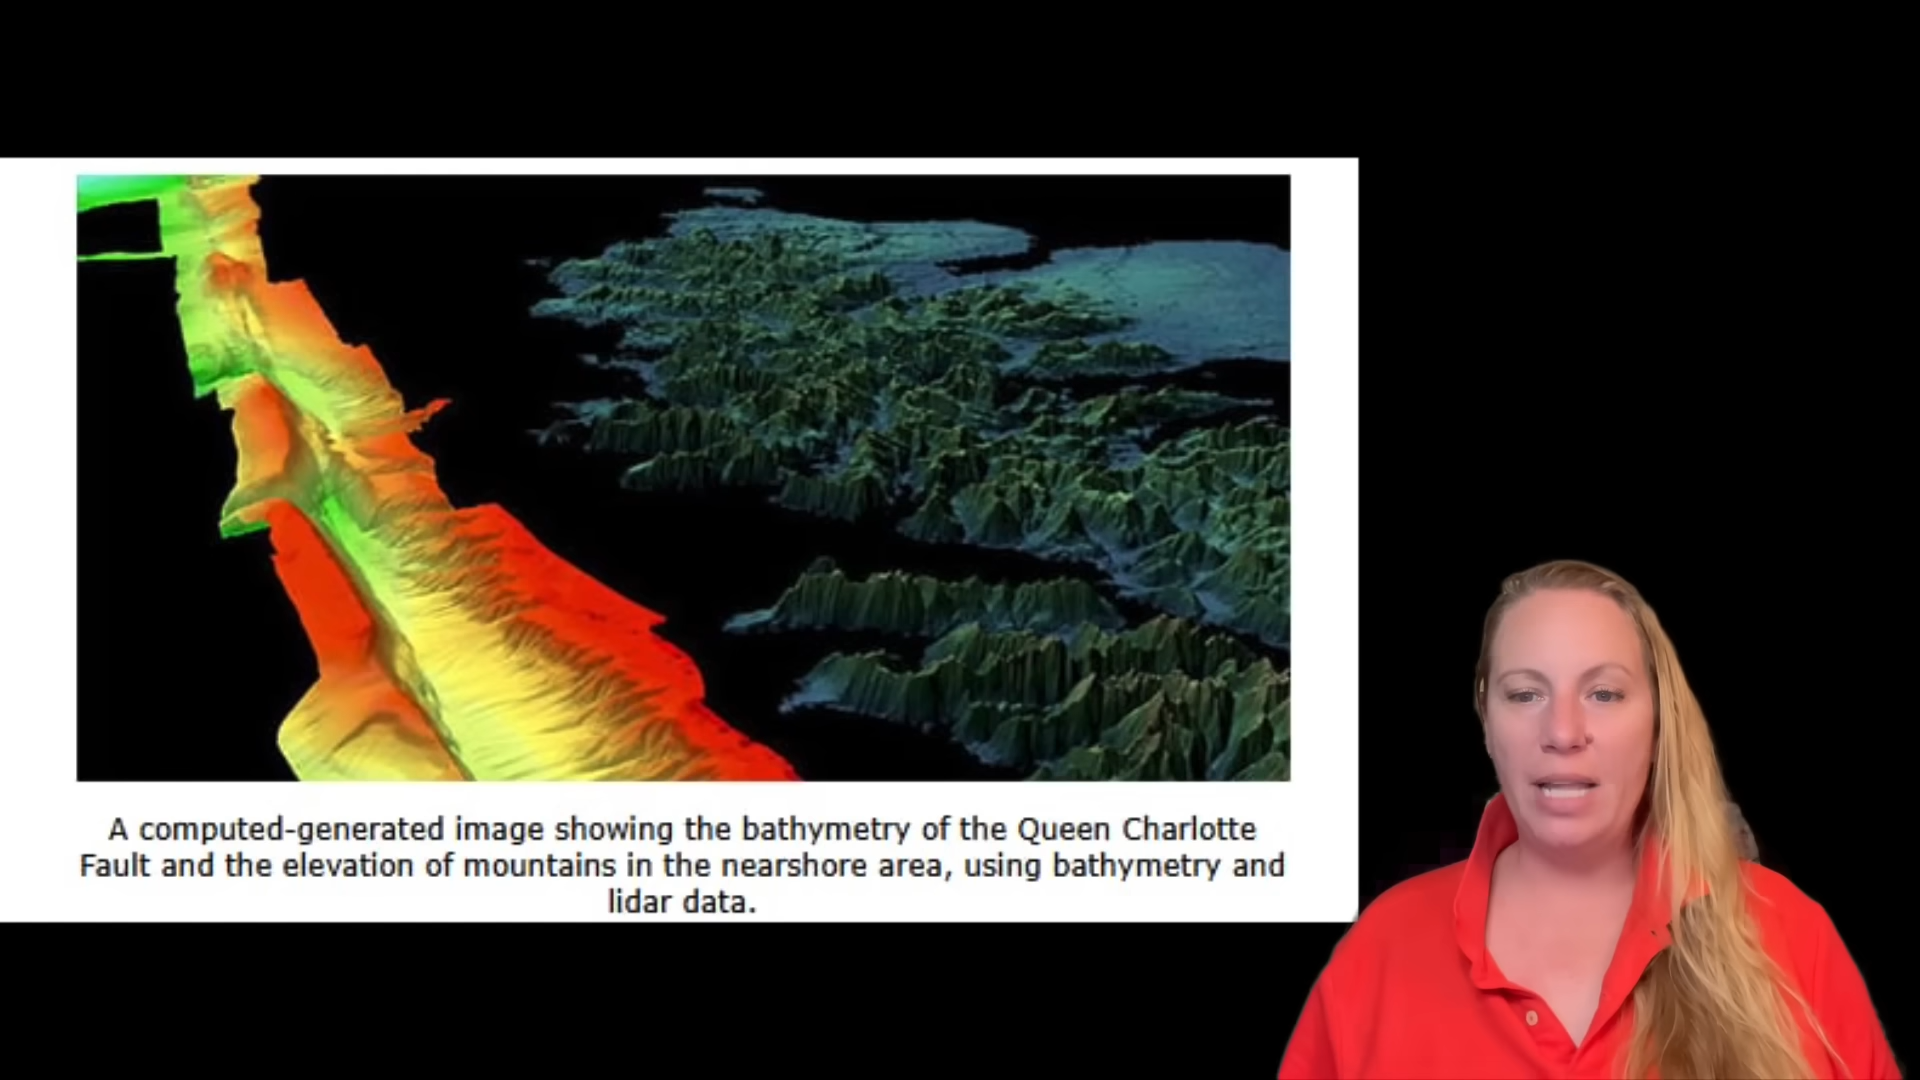 A computed-generated image showing the bathymetry of the Queen Charlotte
Fault and the elevation of mountains in the nearshore area, using bathymetry and
lidar data.